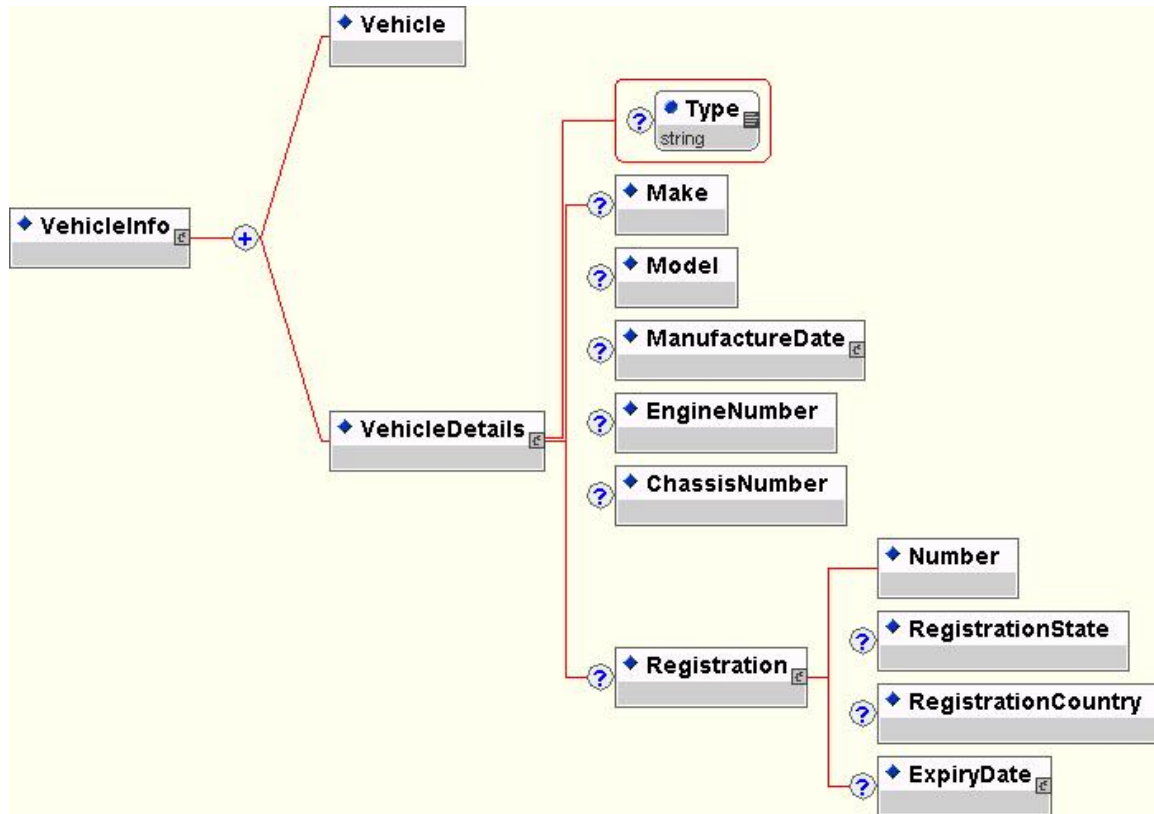 Vehicle
Type
string
Make
VehicleInfo
Model
ManufactureDate
EngineNumber
VehicleDetails
ChassisNumber
Number
RegistrationState
Registration
RegistrationCountry
ExpiryDate